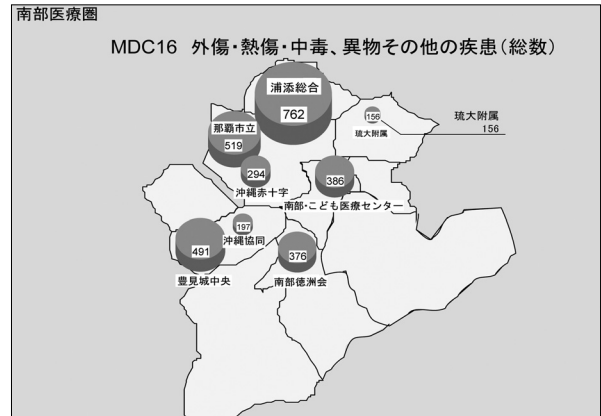 南部医療圏
MDC16 外傷・熱傷・中毒、異物その他の疾患（総数）
浦添総合
762
那覇市立
519
156
琉大附属
琉大附属
156
294
沖縄赤十字
386
南部・こども医療センター
197
沖縄協同
491
豊見城中央
376
南部徳洲会